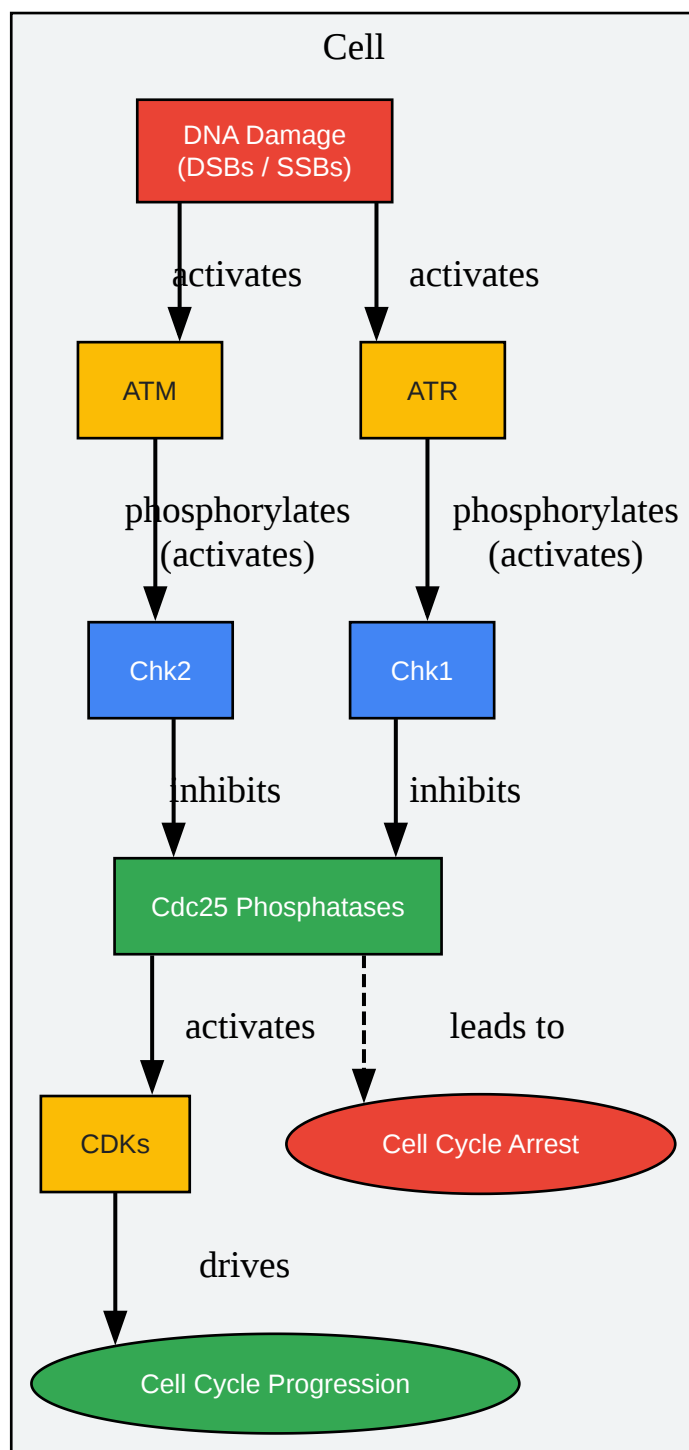 Cell
DNA Damage
(DSBs / SSBs)
activates
activates
ATM
ATR
phosphorylates
(activates)
phosphorylates
(activates)
Chk2
Chk1
inhibits
inhibits
Cdc25 Phosphatases
activates
leads to
CDKs
Cell Cycle Arrest
drives
Cell Cycle Progression